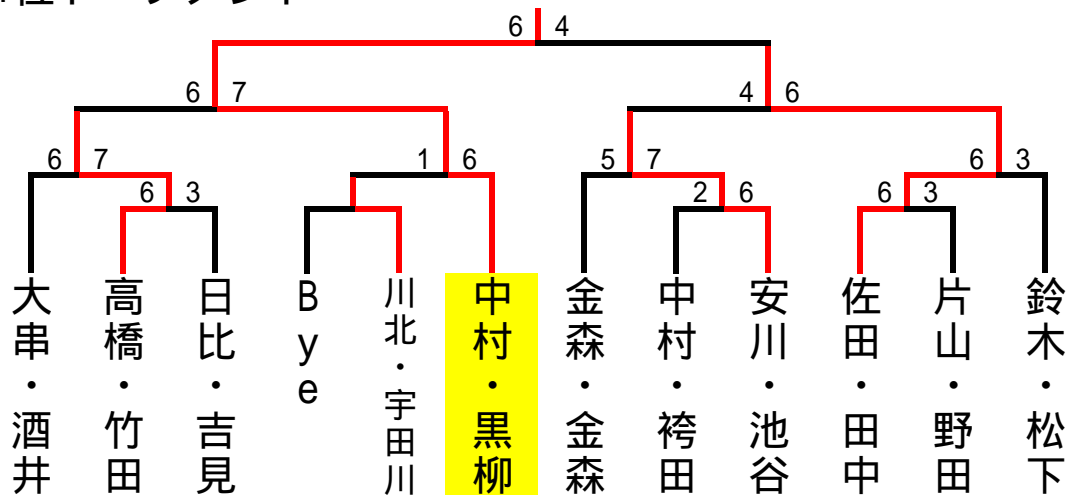 6 4
6 7
4 6
6 7
1 6
5 7
6 3
6 3
2 6
6 3
大串・酒井
高橋・竹田
日比・吉見
Bye
川北・宇田川
中村・黒柳
金森・金森
中村・袴田
安川・池谷
佐田・田中
片山・野田
鈴木・松下